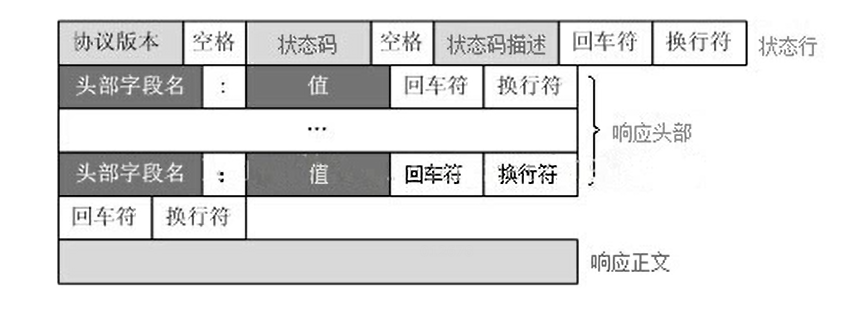 协议版本 空格 状态码 空格 状态码描述 回车符 换行符 状态行
头部字段名 : 值 回车符 换行符
...
响应头部
头部字段名 : 值 回车符 换行符
回车符 换行符
响应正文